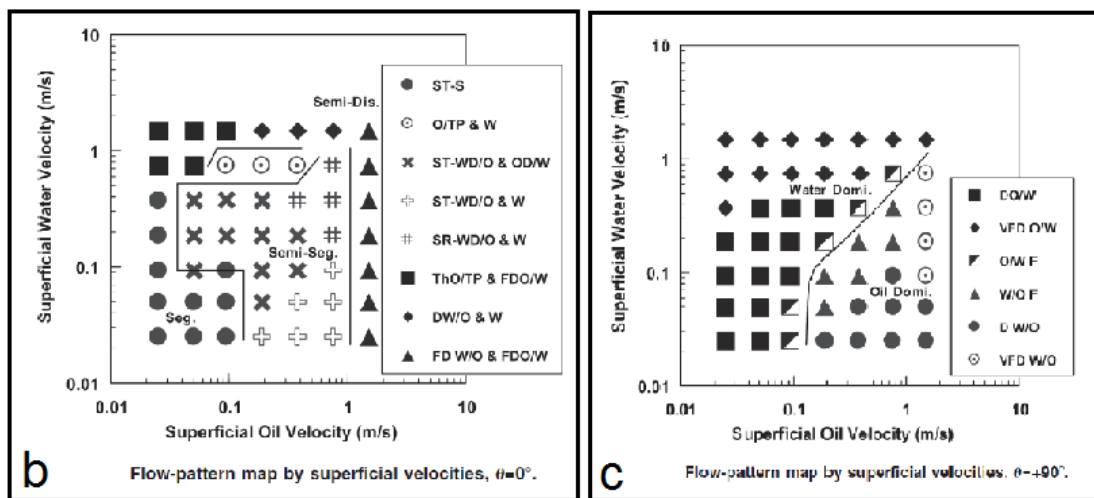 10
1
0.1
0.01
0.01
0.1
1
10
Superficial Water Velocity (m/s)
Superficial Oil Velocity (m/s)
Semi-Dis.
Semi-Seg.
Seg.
ST-S
O/TP & W
ST-WD/O & OD/W
ST-WD/O & W
SR-WD/O & W
ThO/TP & FDO/W
DW/O & W
FD W/O & FDO/W
b
Flow-pattern map by superficial velocities, θ=0°.
10
1
0.1
0.01
0.01
0.1
1
10
Superficial Water Velocity (m/s)
Superficial Oil Velocity (m/s)
Water Domi.
Oil Domi.
DO/W
VFD O/W
O/W F
W/O F
D W/O
VFD W/O
c
Flow-pattern map by superficial velocities, θ=+90°.